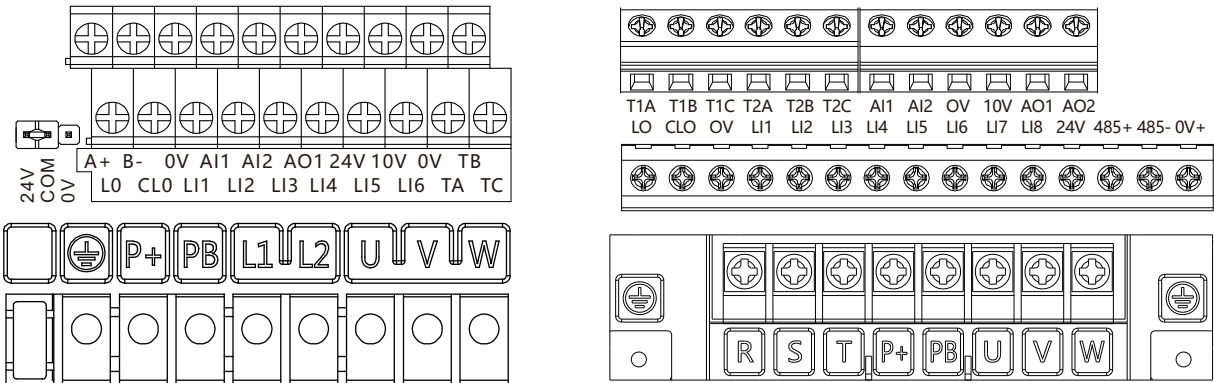 A+ B- 0V AI1 AI2 AO1 24V 10V 0V TB
L0 CL0 LI1 LI2 LI3 LI4 LI5 LI6 TA TC
24V
COM
0V
P+ PB L1 L2 U V W
T1A T1B T1C T2A T2B T2C AI1 AI2 OV 10V AO1 AO2
LO CLO OV LI1 LI2 LI3 LI4 LI5 LI6 LI7 LI8 24V 485+ 485- 0V+
R S T P+ PB U V W